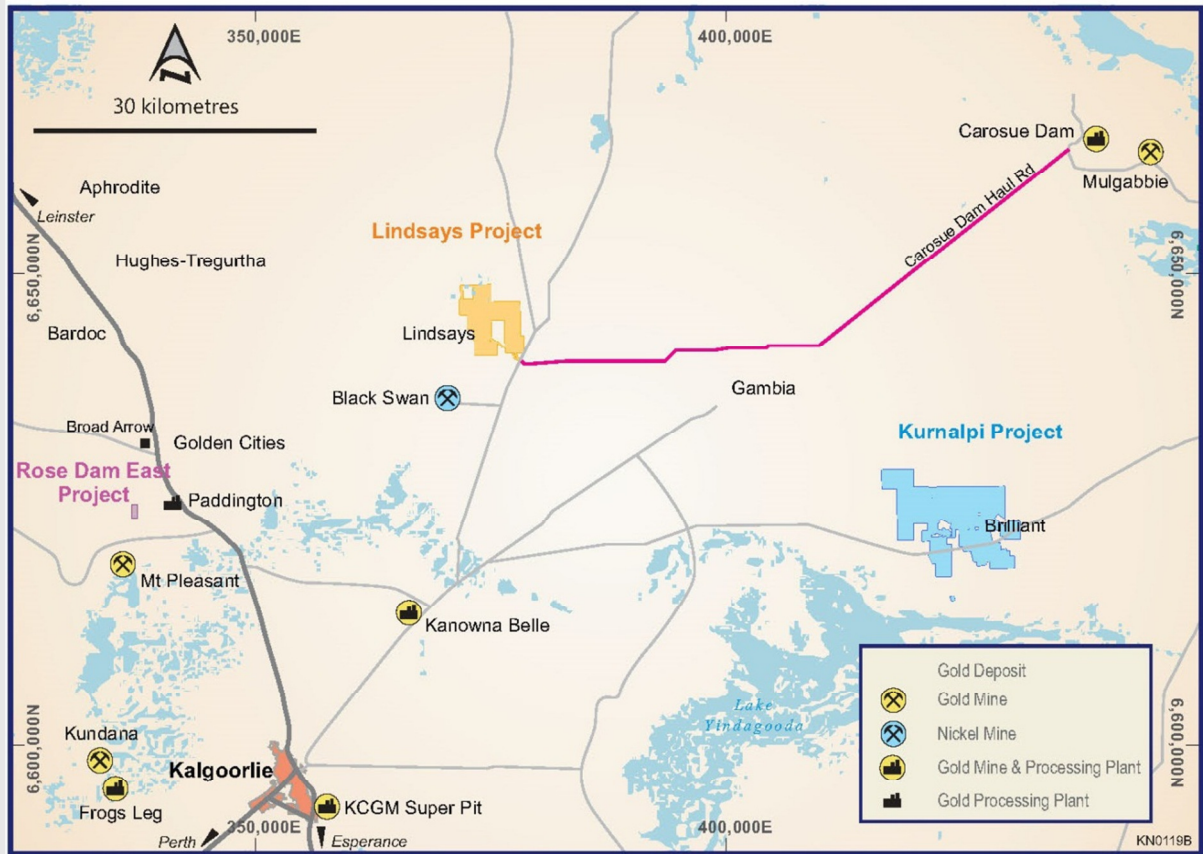 350,000E
400,000E
N
30 kilometres
Carosue Dam
Mulgabbie
Aphrodite
Leinster
Carosue Dam Haul Rd
Lindsays Project
Hughes-Tregurtha
6,650,000N
6,650,000N
Bardoc
Lindsays
Black Swan
Gambia
Broad Arrow
Golden Cities
Kurnalpi Project
Rose Dam East
Project
Paddington
Brilliant
Mt Pleasant
Kanowna Belle
Lake
Yindagooda
Kundana
Kalgoorlie
6,600,000N
6,600,000N
Frogs Leg
KCGM Super Pit
Perth
350,000E
Esperance
400,000E
Gold Deposit
Gold Mine
Nickel Mine
Gold Mine & Processing Plant
Gold Processing Plant
KN0119B